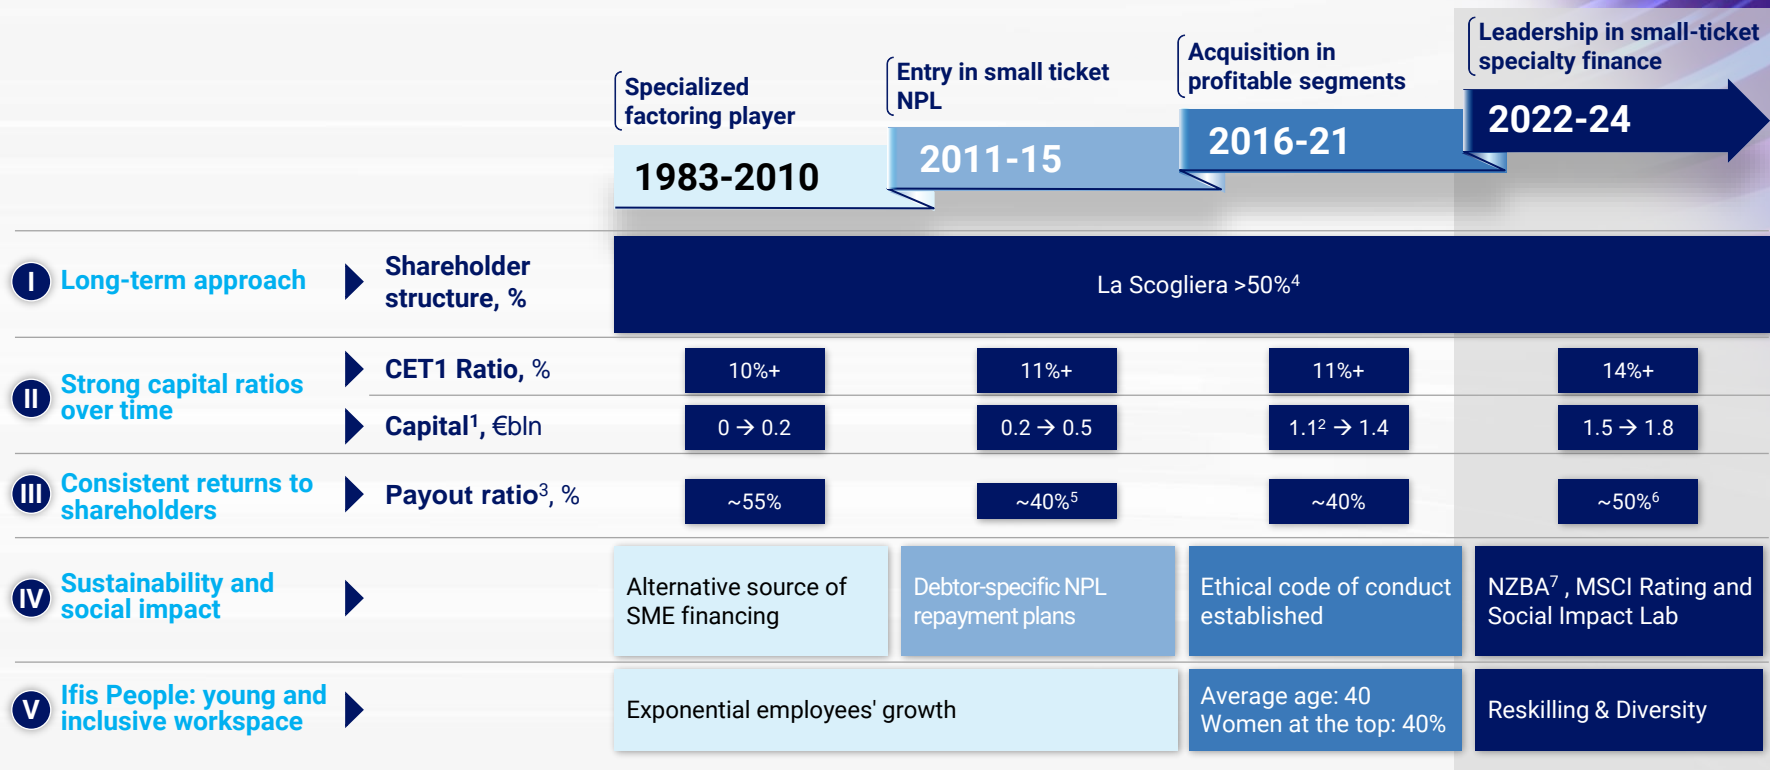 Specialized
factoring player
Entry in small ticket
NPL
Acquisition in
profitable segments
Leadership in small-ticket
specialty finance
1983-2010
2011-15
2016-21
2022-24
I
Long-term approach
Shareholder
structure, %
La Scogliera >50%⁴
II
Strong capital ratios
over time
CET1 Ratio, %
10%+
11%+
11%+
14%+
Capital¹, €bln
0 → 0.2
0.2 → 0.5
1.1² → 1.4
1.5 → 1.8
III
Consistent returns to
shareholders
Payout ratio³, %
~55%
~40%⁵
~40%
~50%⁶
IV
Sustainability and
social impact
Alternative source of
SME financing
Debtor-specific NPL
repayment plans
Ethical code of conduct
established
NZBA⁷ , MSCI Rating and
Social Impact Lab
V
Ifis People: young and
inclusive workspace
Exponential employees' growth
Average age: 40
Women at the top: 40%
Reskilling & Diversity